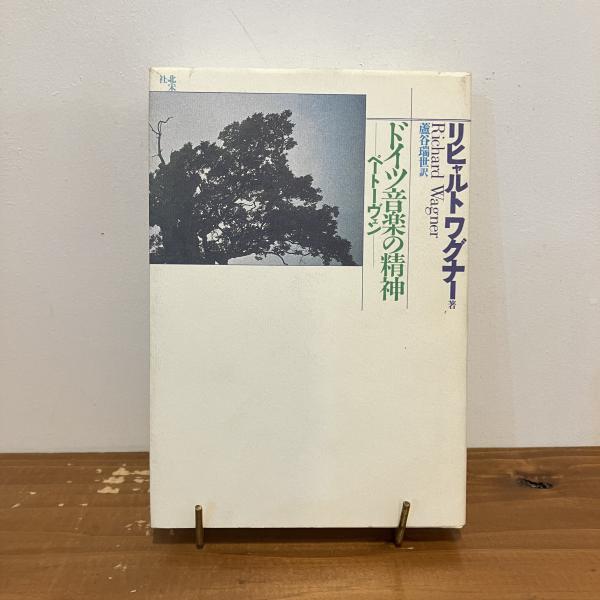 リヒャルトワグナー著
Richard Wagner
蘆谷瑞世訳
ドイツ音楽の精神
ベートーヴェン
北宋社